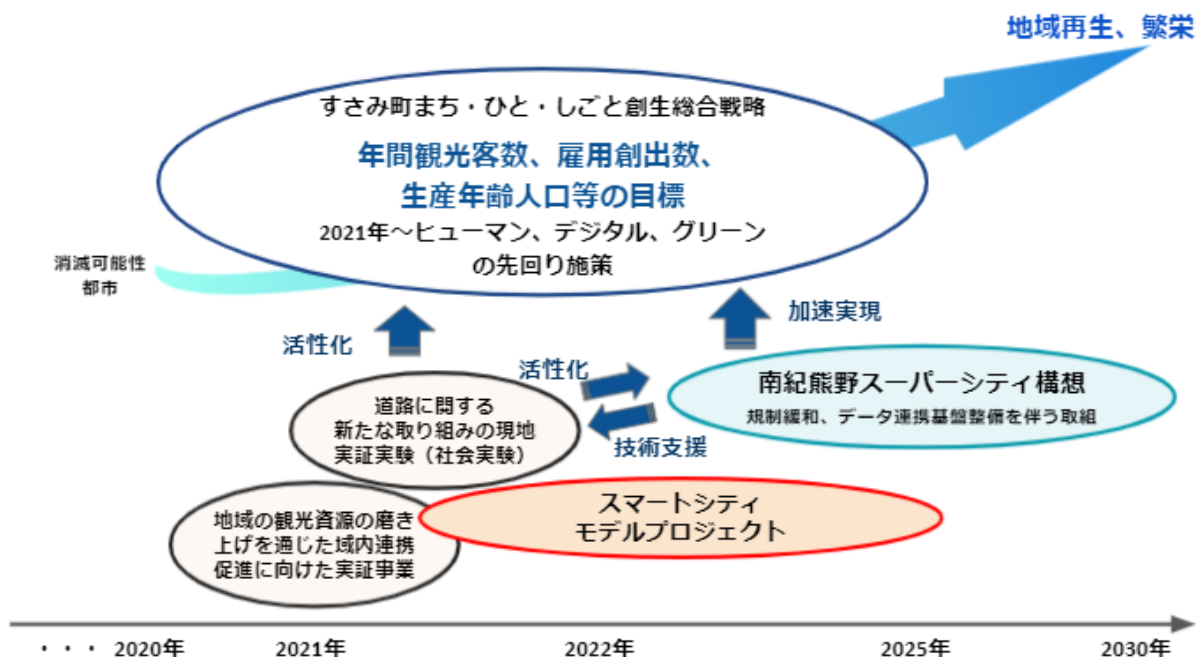 地域再生、繁栄
すさみ町まち・ひと・しごと創生総合戦略
年間観光客数、雇用創出数、
生産年齢人口等の目標
2021年～ヒューマン、デジタル、グリーン
の先回り施策
消滅可能性
都市
活性化
加速実現
活性化
技術支援
南紀熊野スーパーシティ構想
規制緩和、データ連携基盤整備を伴う取組
道路に関する
新たな取り組みの現地
実証実験（社会実験）
スマートシティ
モデルプロジェクト
地域の観光資源の磨き
上げを通じた域内連携
促進に向けた実証事業
・・・ 2020年 2021年 2022年 2025年 2030年